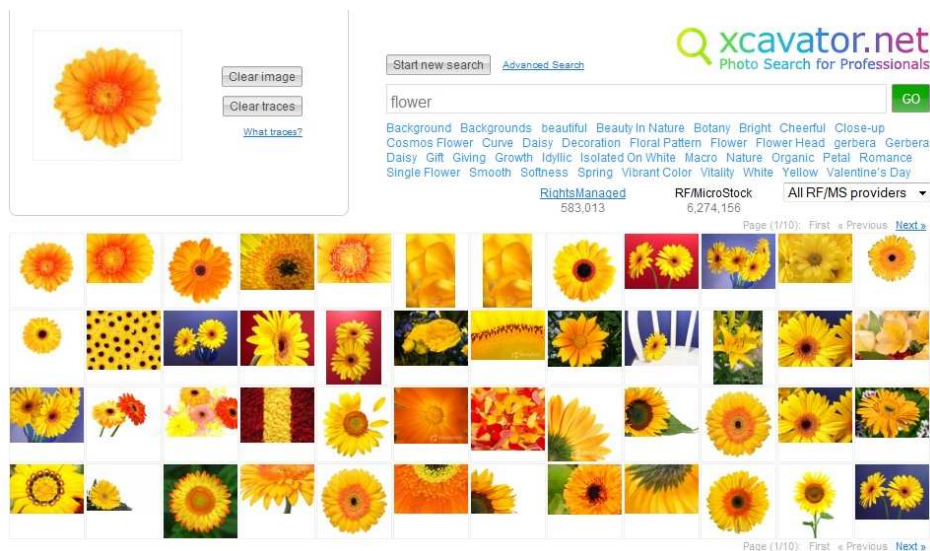 xcavator.net
Photo Search for Professionals
Clear image
Clear traces
What traces?
Start new search Advanced Search
flower GO
Background Backgrounds beautiful Beauty In Nature Botany Bright Cheerful Close-up
Cosmos Flower Curve Daisy Decoration Floral Pattern Flower Flower Head gerbera Gerbera
Daisy Gift Giving Growth Idyllic Isolated On White Macro Nature Organic Petal Romance
Single Flower Smooth Softness Spring Vibrant Color Vitality White Yellow Valentine's Day
RightsManaged RF/MicroStock All RF/MS providers
583,013 6,274,156
Page (1/10): First « Previous Next »
Page (1/10): First « Previous Next »